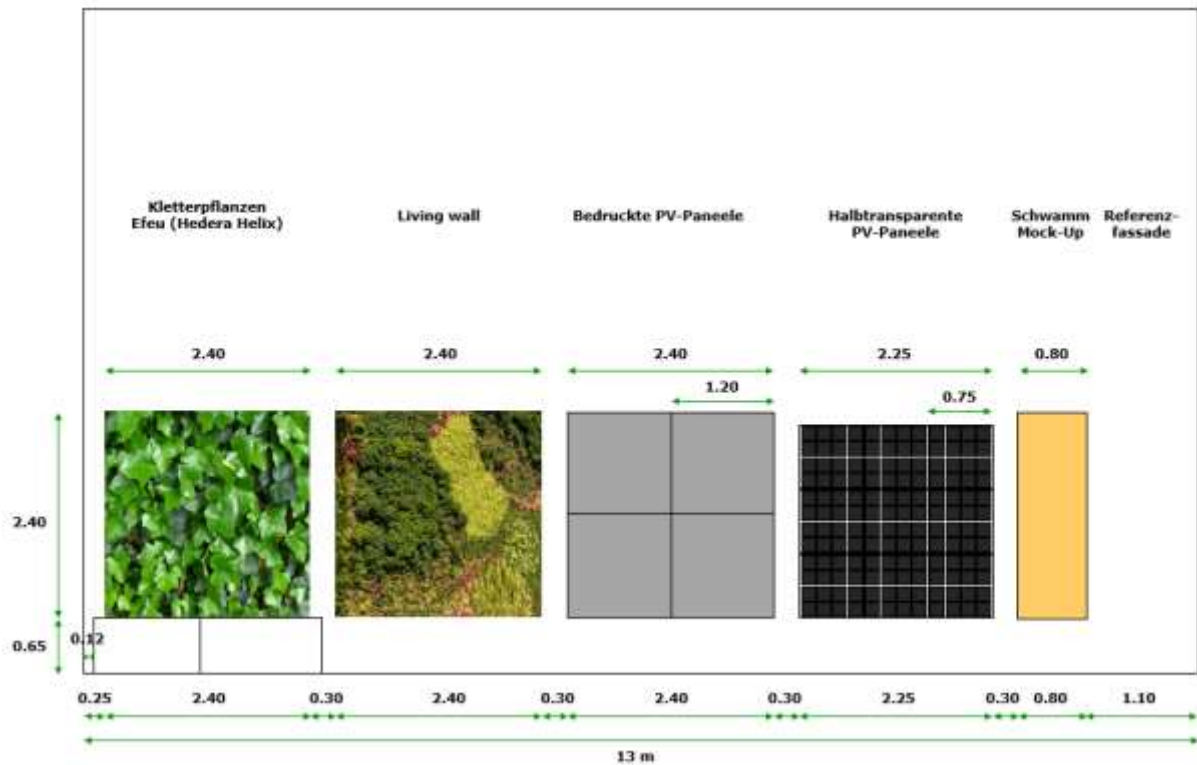 Kletterpflanzen
Efeu (Hedera Helix)
Living wall
Bedruckte PV-Paneele
Halbtransparente
PV-Paneele
Schwamm
Mock-Up
Referenz-
fassade
2.40
2.40
2.40
2.25
0.80
1.20
0.75
2.40
0.65
0.12
0.25
2.40
0.30
2.40
0.30
2.40
0.30
2.25
0.30
0.80
1.10
13 m